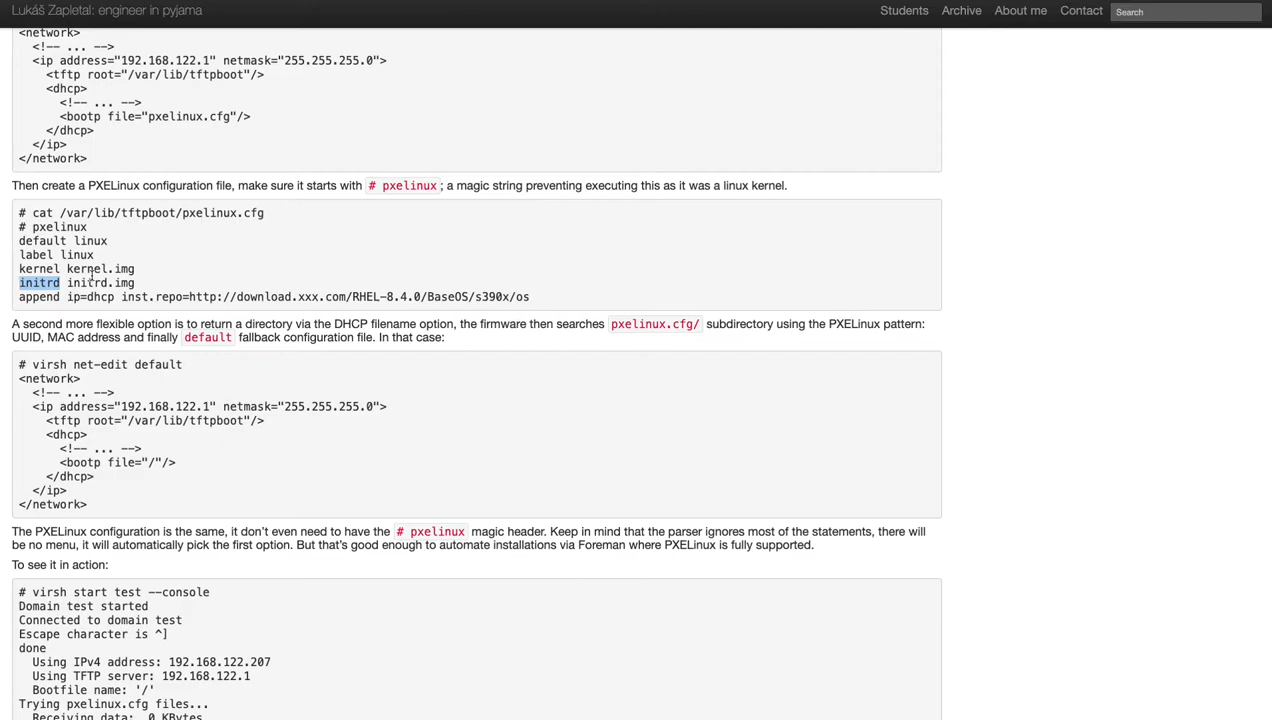 Lukáš Zapletal: engineer in pyjama
Students Archive About me Contact Search
<network>
<!-- ... -->
<ip address="192.168.122.1" netmask="255.255.255.0">
<tftp root="/var/lib/tftpboot"/>
<dhcp>
<!-- ... -->
<bootp file="pxelinux.cfg"/>
</dhcp>
</ip>
</network>
Then create a PXELinux configuration file, make sure it starts with # pxelinux; a magic string preventing executing this as it was a linux kernel.
# cat /var/lib/tftpboot/pxelinux.cfg
# pxelinux
default linux
label linux
kernel kernel.img
initrd initrd.img
append ip=dhcp inst.repo=http://download.xxx.com/RHEL-8.4.0/BaseOS/s390x/os
A second more flexible option is to return a directory via the DHCP filename option, the firmware then searches pxelinux.cfg/ subdirectory using the PXELinux pattern:
UUID, MAC address and finally default fallback configuration file. In that case:
# virsh net-edit default
<network>
<!-- ... -->
<ip address="192.168.122.1" netmask="255.255.255.0">
<tftp root="/var/lib/tftpboot"/>
<dhcp>
<!-- ... -->
<bootp file="/"/>
</dhcp>
</ip>
</network>
The PXELinux configuration is the same, it don't even need to have the # pxelinux magic header. Keep in mind that the parser ignores most of the statements, there will
be no menu, it will automatically pick the first option. But that's good enough to automate installations via Foreman where PXELinux is fully supported.
To see it in action:
# virsh start test --console
Domain test started
Connected to domain test
Escape character is ^]
done
Using IPv4 address: 192.168.122.207
Using TFTP server: 192.168.122.1
Bootfile name: '/'
Trying pxelinux.cfg files...
Receiving data: 0 KBytes